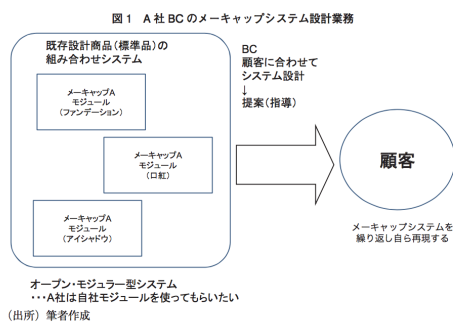 図1 A社BCのメーキャップシステム設計業務
既存設計商品(標準品)の
組み合わせシステム
メーキャップA
モジュール
(ファンデーション)
メーキャップA
モジュール
(口紅)
メーキャップA
モジュール
(アイシャドウ)
BC
顧客に合わせて
システム設計
↓
提案(指導)
顧客
メーキャップシステムを
繰り返し自ら再現する
オープン・モジュラー型システム
・・・A社は自社モジュールを使ってもらいたい
(出所)筆者作成